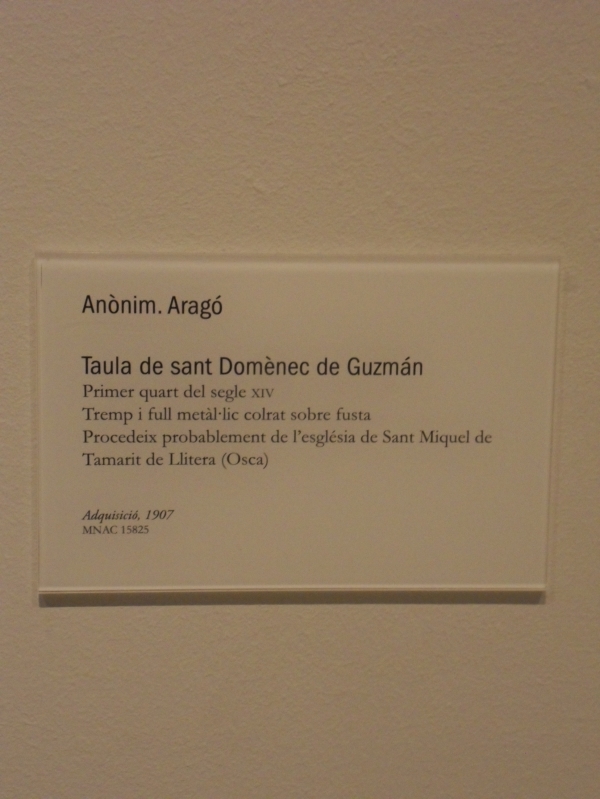 Anònim. Aragó
Taula de sant Domènec de Guzmán
Primer quart del segle XIV
Tremp i full metàl·lic colrat sobre fusta
Procedeix probablement de l'església de Sant Miquel de
Tamarit de Llitera (Osca)
Adquisició, 1907
MNAC 15825